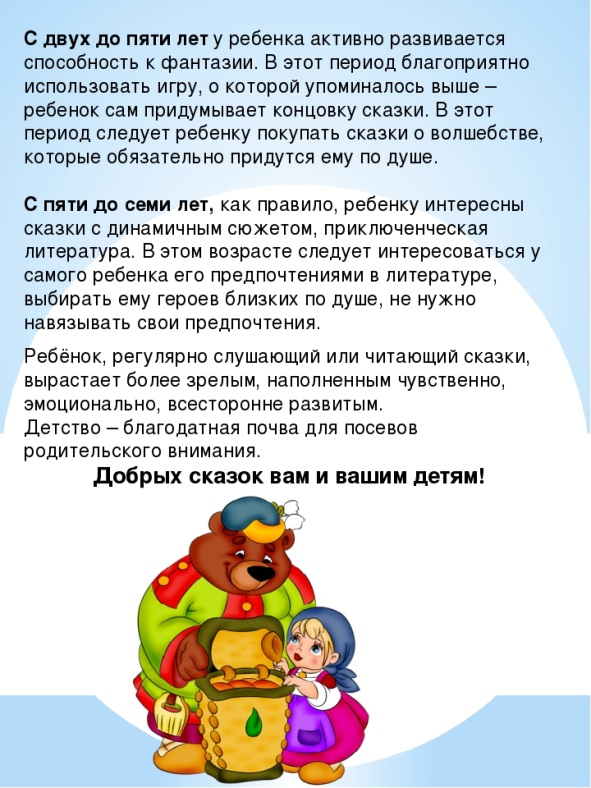 С двух до пяти лет у ребенка активно развивается
способность к фантазии. В этот период благоприятно
использовать игру, о которой упоминалось выше –
ребенок сам придумывает концовку сказки. В этот
период следует ребенку покупать сказки о волшебстве,
которые обязательно придутся ему по душе.
С пяти до семи лет, как правило, ребенку интересны
сказки с динамичным сюжетом, приключенческая
литература. В этом возрасте следует интересоваться у
самого ребенка его предпочтениями в литературе,
выбирать ему героев близких по душе, не нужно
навязывать свои предпочтения.
Ребёнок, регулярно слушающий или читающий сказки,
вырастает более зрелым, наполненным чувственно,
эмоционально, всесторонне развитым.
Детство – благодатная почва для посевов
родительского внимания.
Добрых сказок вам и вашим детям!